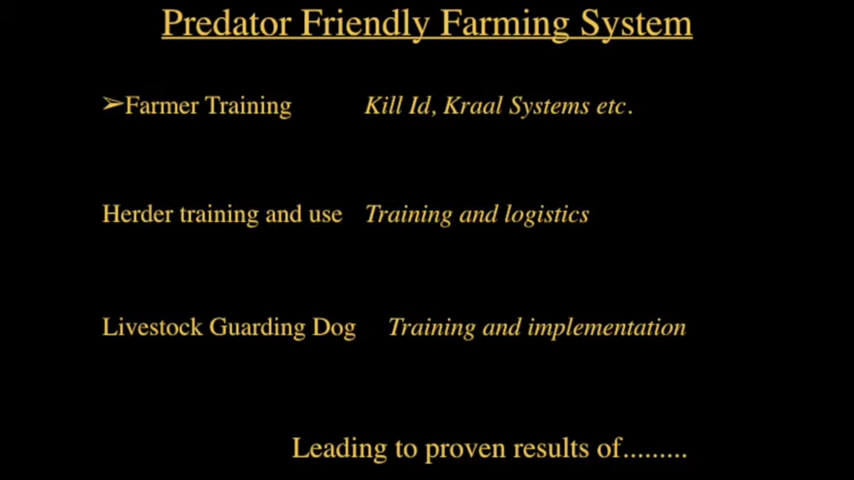 Predator Friendly Farming System
➢Farmer Training Kill Id, Kraal Systems etc.
Herder training and use Training and logistics
Livestock Guarding Dog Training and implementation
Leading to proven results of.........